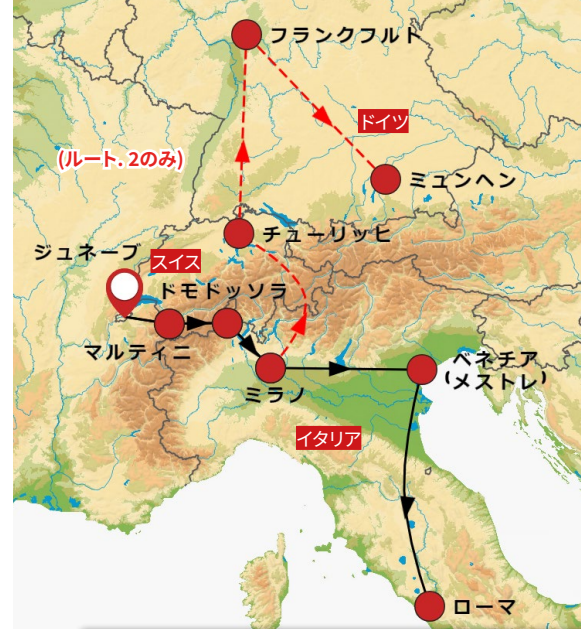 フランクフルト
ドイツ
(ルート. 2のみ)
ミュンヘン
チューリッヒ
ジュネーブ
スイス
ドモドッソラ
マルティニ
ベネチア
(メストレ)
ミラノ
イタリア
ローマ